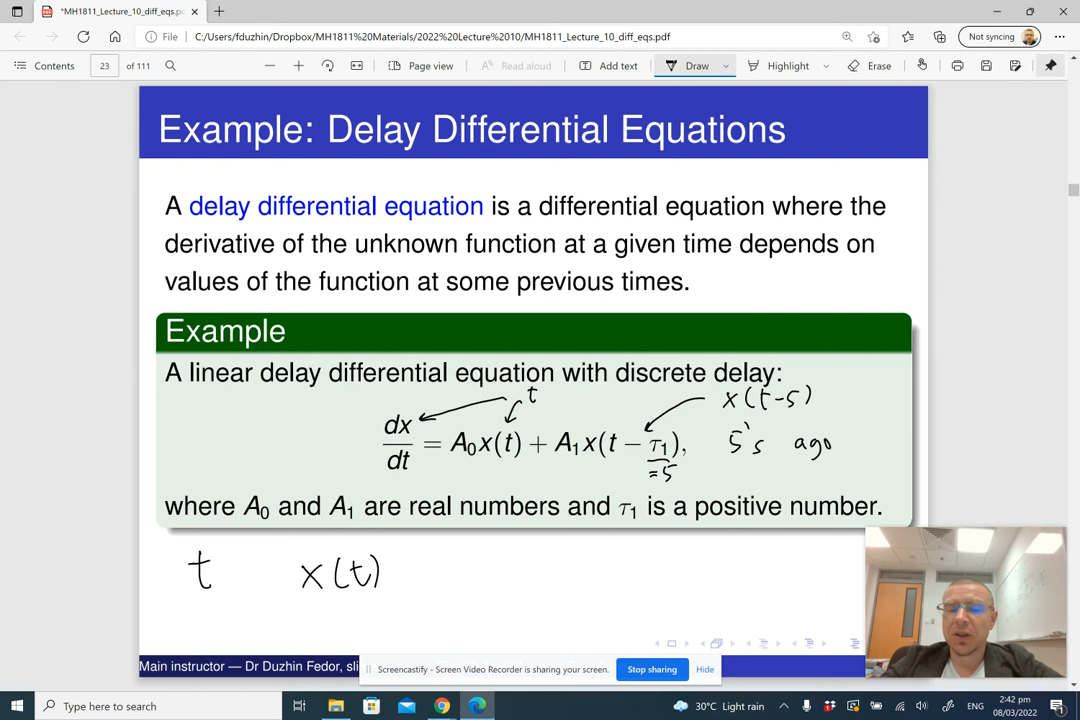 *MH1811_Lecture_10_diff_eqs.pc
Not syncing
File C:/Users/fduzhin/Dropbox/MH1811%20Materials/2022%20Lecture%2010/MH1811_Lecture_10_diff_eqs.pdf
Contents 23 of 111 Page view Read aloud Add text Draw Highlight Erase
Example: Delay Differential Equations
A delay differential equation is a differential equation where the
derivative of the unknown function at a given time depends on
values of the function at some previous times.
Example
A linear delay differential equation with discrete delay:
t x(t-5)
dx/dt = A₀x(t) + A₁x(t − τ₁), 5's ago
=5
where A₀ and A₁ are real numbers and τ₁ is a positive number.
t x(t)
Main instructor — Dr Duzhin Fedor, sli
Screencastify - Screen Video Recorder is sharing your screen. Stop sharing Hide
Type here to search
30°C Light rain
ENG
2:42 pm
08/03/2022